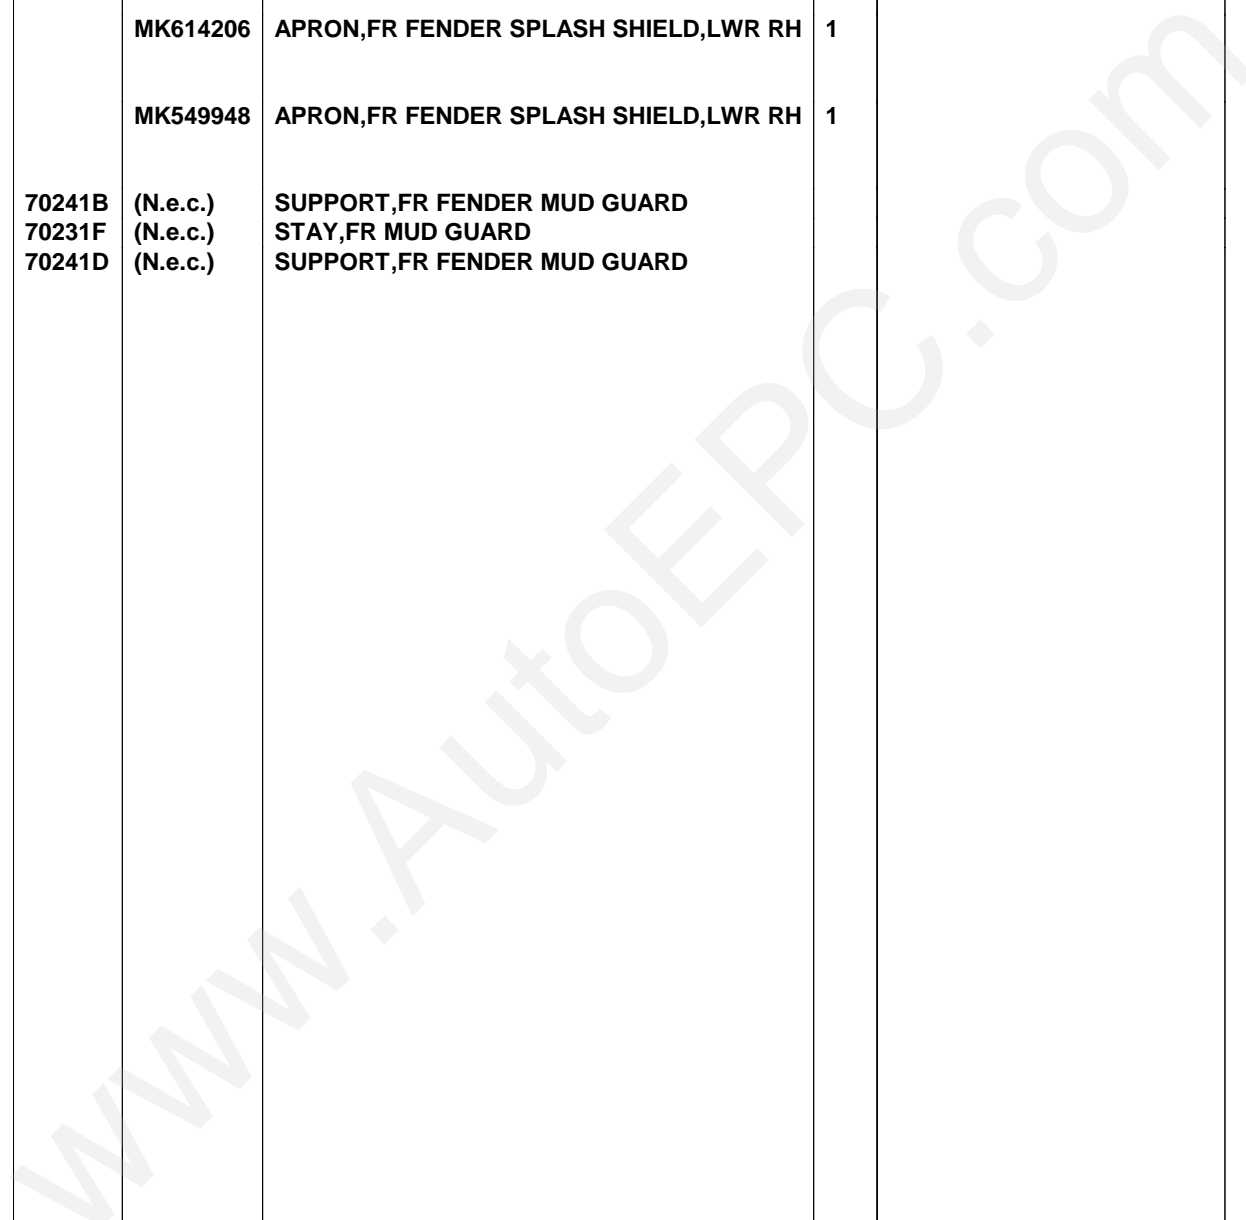 MK614206 APRON,FR FENDER SPLASH SHIELD,LWR RH 1
MK549948 APRON,FR FENDER SPLASH SHIELD,LWR RH 1
70241B (N.e.c.) SUPPORT,FR FENDER MUD GUARD
70231F (N.e.c.) STAY,FR MUD GUARD
70241D (N.e.c.) SUPPORT,FR FENDER MUD GUARD
www.AutoEPC.com